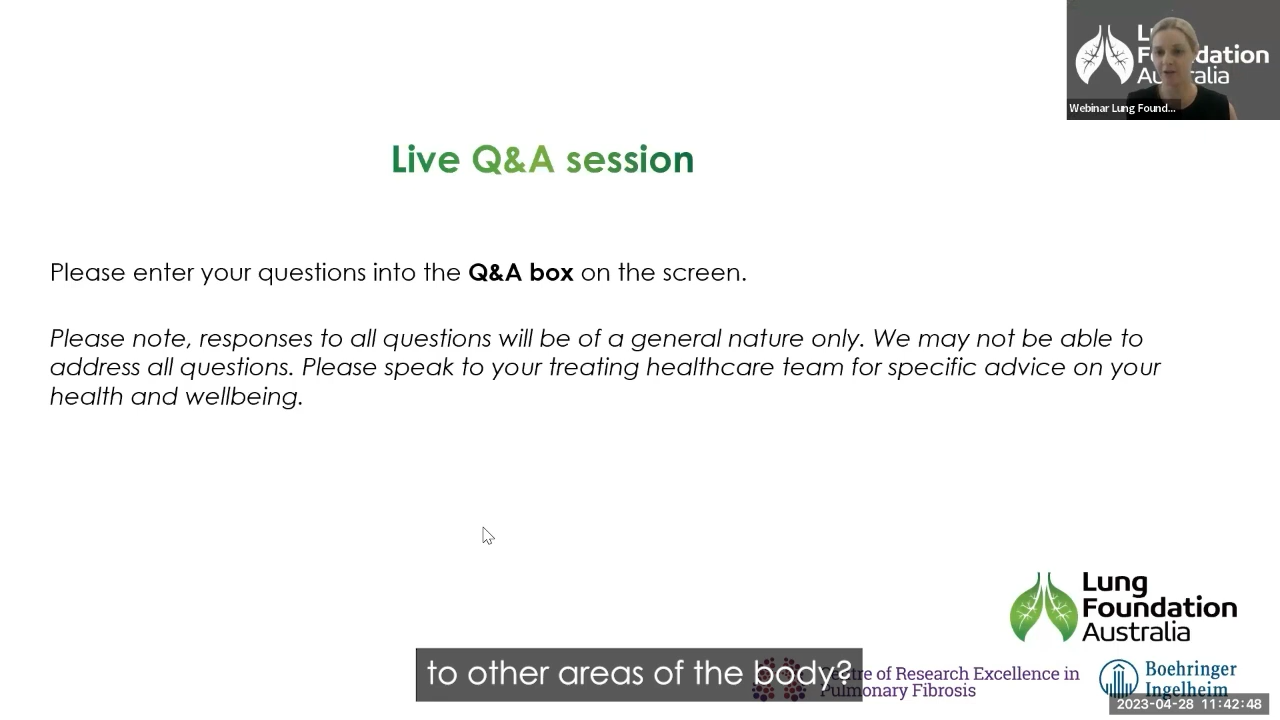 Lung
Foundation
Australia
Webinar Lung Found...
Live Q&A session
Please enter your questions into the Q&A box on the screen.
Please note, responses to all questions will be of a general nature only. We may not be able to
address all questions. Please speak to your treating healthcare team for specific advice on your
health and wellbeing.
Lung
Foundation
Australia
to other areas of the body?
Centre of Research Excellence in
Pulmonary Fibrosis
Boehringer
Ingelheim
2023-04-28 11:42:48